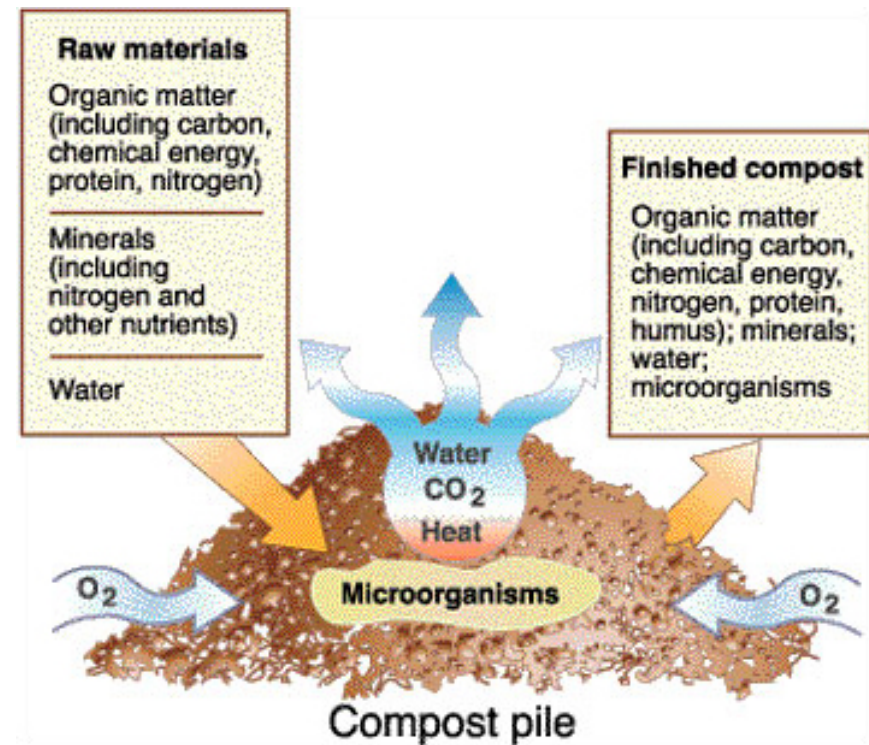 Raw materials
Organic matter
(including carbon,
chemical energy,
protein, nitrogen)
Minerals
(including
nitrogen and
other nutrients)
Water
Finished compost
Organic matter
(including carbon,
chemical energy,
nitrogen, protein,
humus); minerals;
water;
microorganisms
Water
CO₂
Heat
O₂
Microorganisms
O₂
Compost pile